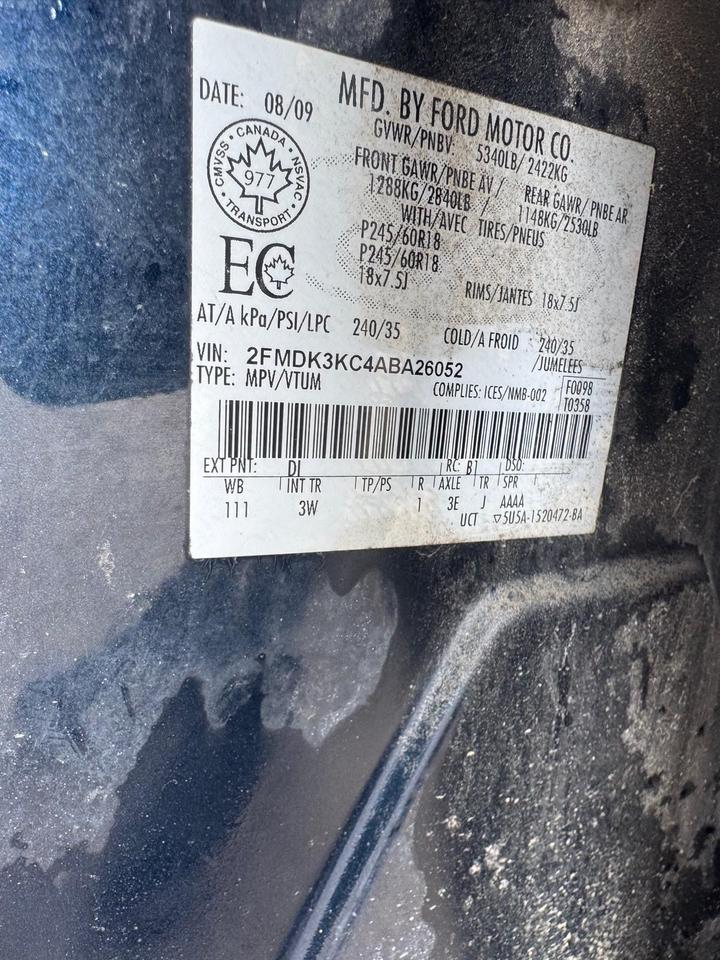 MFD. BY FORD MOTOR CO.
DATE: 08/09
GVWR/PNBV 5340LB/2422KG
FRONT GAWR/PNBE AV/ REAR GAWR/PNBE AR
1288KG/2840LB / 1148KG/2530LB
WITH/AVEC TIRES/PNEUS
P245/60R18
P245/60R18
18x7.5J RIMS/JANTES 18x7.5J
CMVSS • CANADA • NSVAC
977
• TRANSPORT •
EC
AT/A kPa/PSI/LPC 240/35 COLD/A FROID 240/35
/JUMELEES
VIN: 2FMDK3KC4ABA26052
TYPE: MPV/VTUM COMPLIES: ICES/NMB-002 F0098
T0358
EXT PNT: DI RC: B1 DSO:
WB INT TR TP/PS R AXLE TR SPR
111 3W 1 3E J AAAA
UCT ▽5U5A-1520472-BA